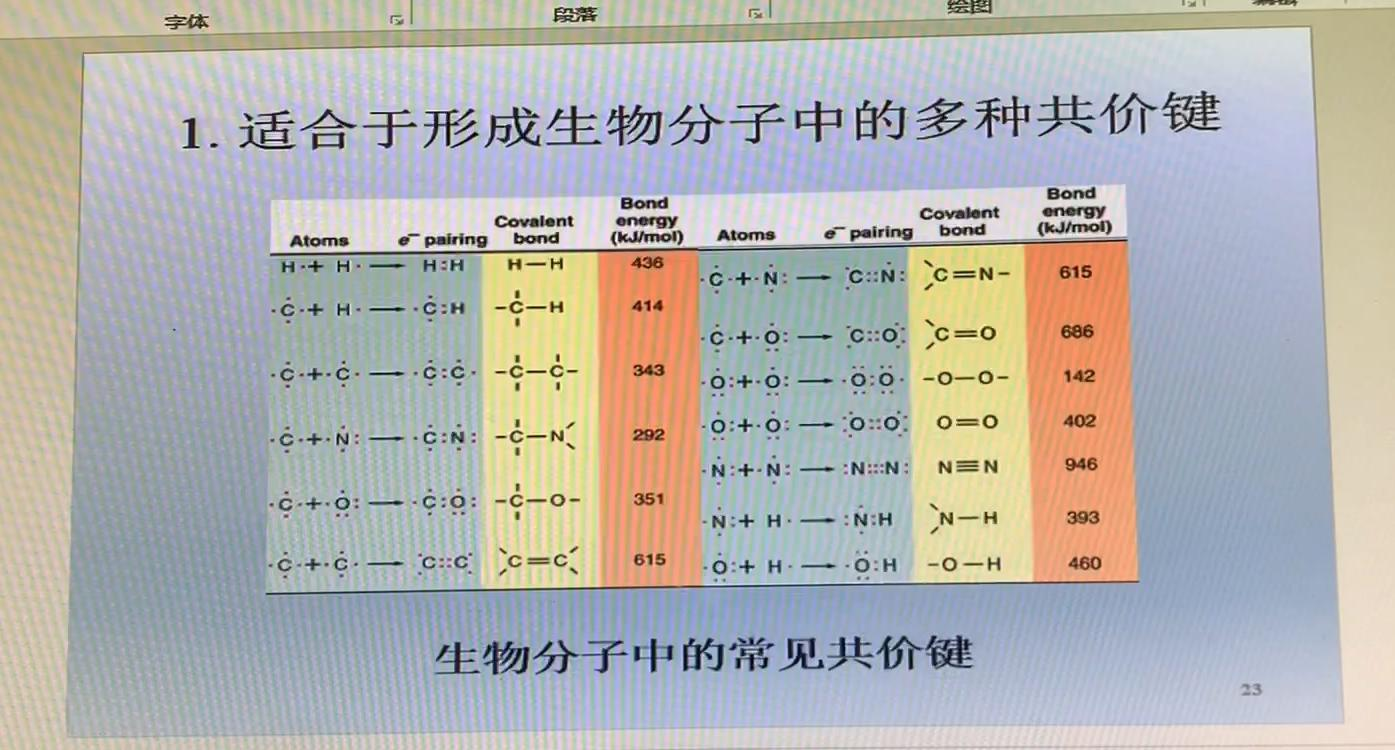 字体 段落 绘图
1. 适合于形成生物分子中的多种共价键
Atoms e⁻ pairing Covalent bond Bond energy (kJ/mol) Atoms e⁻ pairing Covalent bond Bond energy (kJ/mol)
H·+ H· → H:H H—H 436
·C·+ H· → ·C:H –C—H 414
·C·+·C· → ·C:C· –C—C– 343
·C·+·N: → ·C:N: –C—N 292
·C·+·O: → ·C:O: –C—O– 351
·C·+·C· → C::C C=C 615
·C·+·N: → C::N: C=N– 615
·C·+·O: → C::O C=O 686
·O:+·O: → ·O:O· –O—O– 142
·O:+·O: → O::O O=O 402
·N:+·N: → :N:::N: N≡N 946
·N:+ H· → :N:H N—H 393
·O:+ H· → ·O:H –O—H 460
生物分子中的常见共价键
23